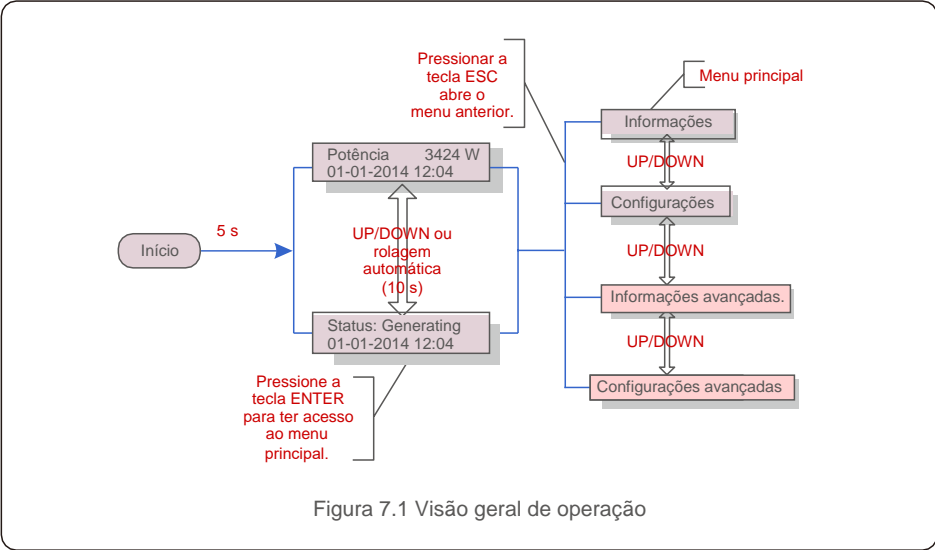 Pressionar a
tecla ESC
abre o
menu anterior.
Menu principal
Informações
UP/DOWN
Configurações
UP/DOWN
Informações avançadas.
UP/DOWN
Configurações avançadas
Potência 3424 W
01-01-2014 12:04
5 s
Início
UP/DOWN ou
rolagem
automática
(10 s)
Status: Generating
01-01-2014 12:04
Pressione a
tecla ENTER
para ter acesso
ao menu
principal.
Figura 7.1 Visão geral de operação